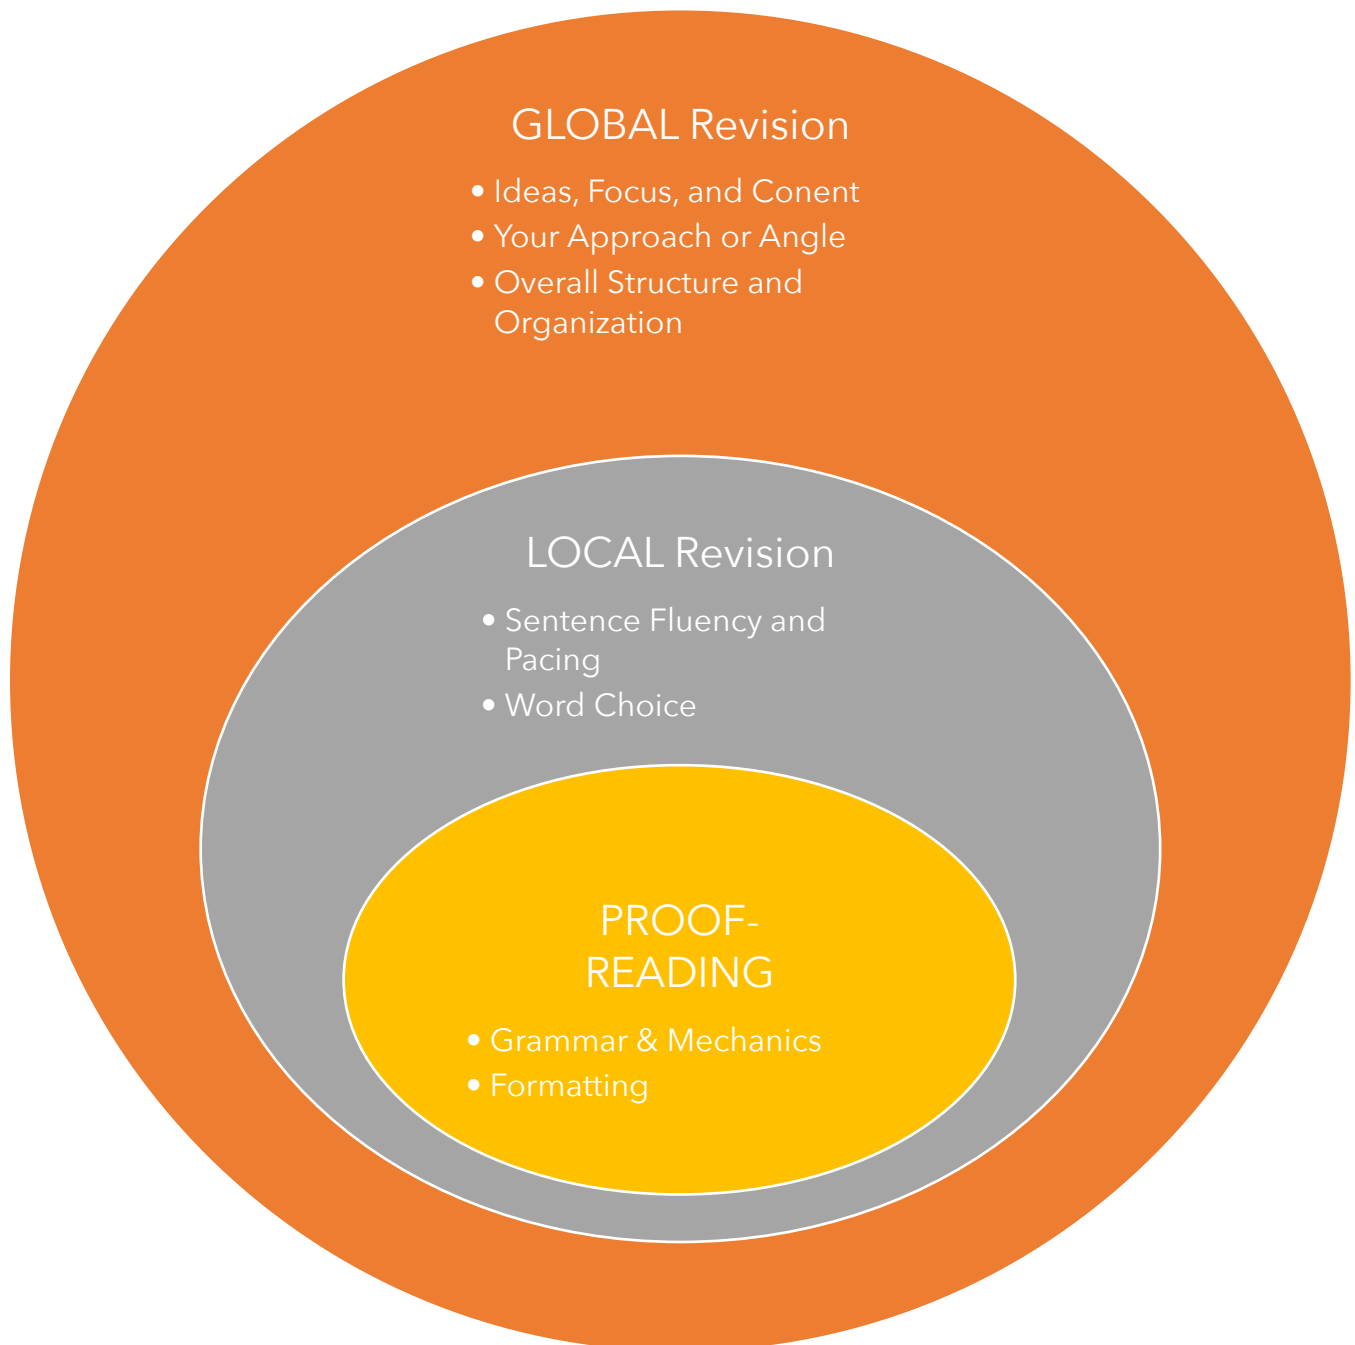 GLOBAL Revision
• Ideas, Focus, and Conent
• Your Approach or Angle
• Overall Structure and
Organization
LOCAL Revision
• Sentence Fluency and
Pacing
• Word Choice
PROOF-
READING
• Grammar & Mechanics
• Formatting